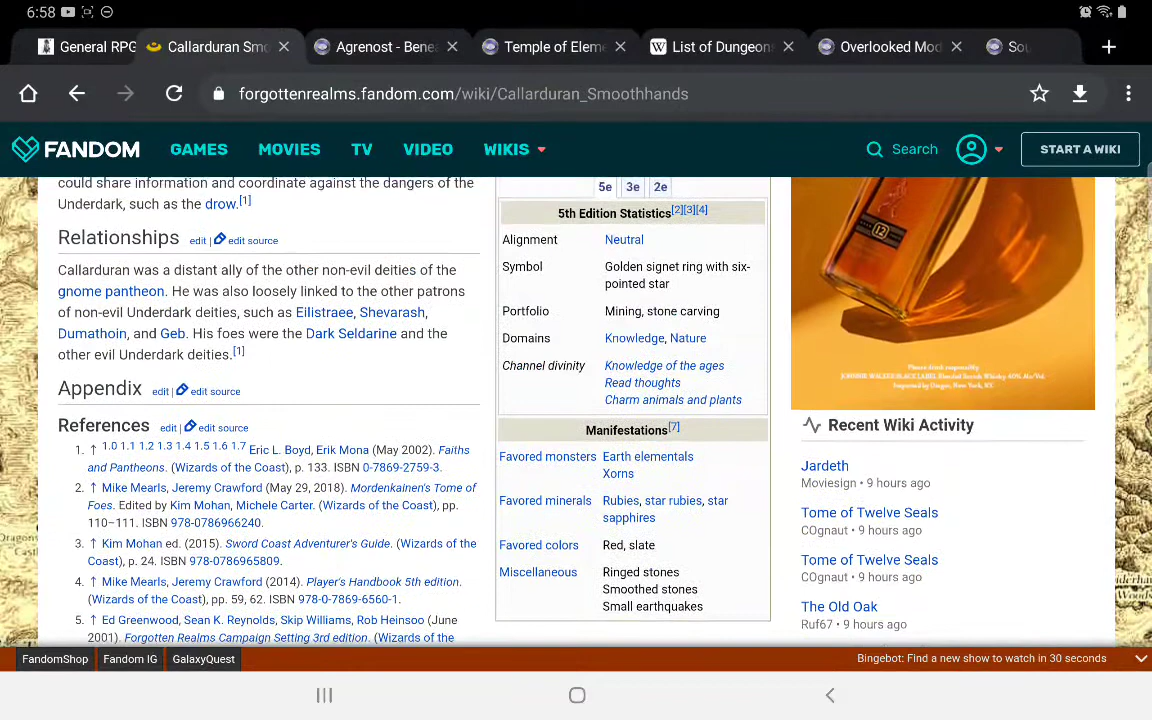 6:58
General RPG
Callarduran Smo
Agrenost - Bene
Temple of Elem
List of Dungeon
Overlooked Mod
Sou
forgottenrealms.fandom.com/wiki/Callarduran_Smoothhands
FANDOM
GAMES
MOVIES
TV
VIDEO
WIKIS
Search
START A WIKI
could share information and coordinate against the dangers of the
Underdark, such as the drow.[1]
Relationships edit | edit source
Callarduran was a distant ally of the other non-evil deities of the
gnome pantheon. He was also loosely linked to the other patrons
of non-evil Underdark deities, such as Eilistraee, Shevarash,
Dumathoin, and Geb. His foes were the Dark Seldarine and the
other evil Underdark deities.[1]
Appendix edit | edit source
References edit | edit source
1. ↑ 1.0 1.1 1.2 1.3 1.4 1.5 1.6 1.7 Eric L. Boyd, Erik Mona (May 2002). Faiths
and Pantheons. (Wizards of the Coast), p. 133. ISBN 0-7869-2759-3.
2. ↑ Mike Mearls, Jeremy Crawford (May 29, 2018). Mordenkainen's Tome of
Foes. Edited by Kim Mohan, Michele Carter. (Wizards of the Coast), pp.
110–111. ISBN 978-0786966240.
3. ↑ Kim Mohan ed. (2015). Sword Coast Adventurer's Guide. (Wizards of the
Coast), p. 24. ISBN 978-0786965809.
4. ↑ Mike Mearls, Jeremy Crawford (2014). Player's Handbook 5th edition.
(Wizards of the Coast), pp. 59, 62. ISBN 978-0-7869-6560-1.
5. ↑ Ed Greenwood, Sean K. Reynolds, Skip Williams, Rob Heinsoo (June
2001). Forgotten Realms Campaign Setting 3rd edition. (Wizards of the
5e 3e 2e
5th Edition Statistics[2][3][4]
Alignment Neutral
Symbol Golden signet ring with six-
pointed star
Portfolio Mining, stone carving
Domains Knowledge, Nature
Channel divinity Knowledge of the ages
Read thoughts
Charm animals and plants
Manifestations[7]
Favored monsters Earth elementals
Xorns
Favored minerals Rubies, star rubies, star
sapphires
Favored colors Red, slate
Miscellaneous Ringed stones
Smoothed stones
Small earthquakes
12
Recent Wiki Activity
Jardeth
Moviesign • 9 hours ago
Tome of Twelve Seals
COgnaut • 9 hours ago
Tome of Twelve Seals
COgnaut • 9 hours ago
The Old Oak
Ruf67 • 9 hours ago
FandomShop
Fandom IG
GalaxyQuest
Bingebot: Find a new show to watch in 30 seconds